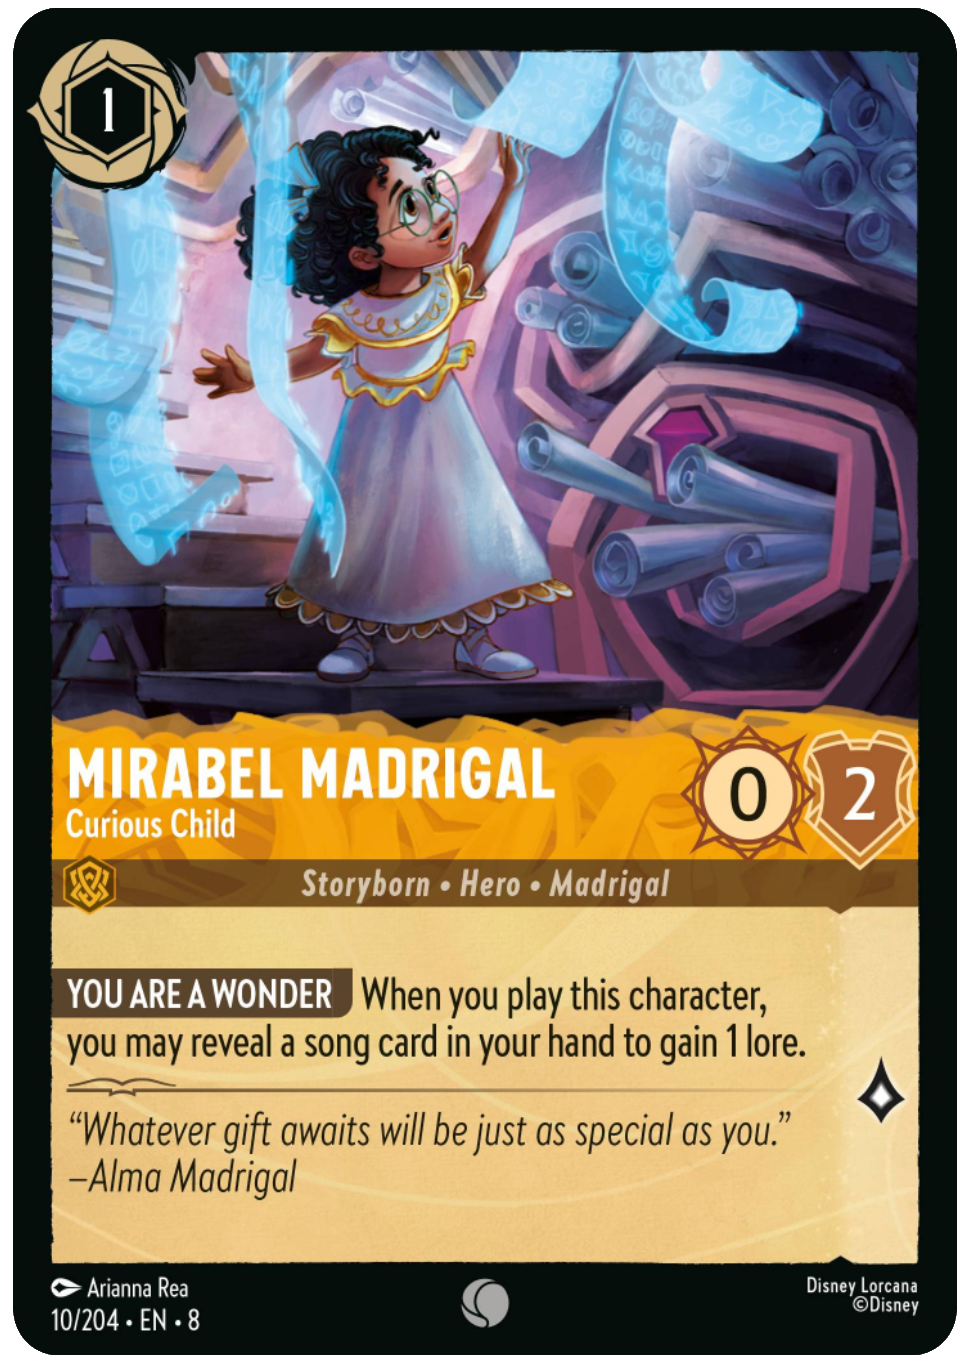 1
MIRABEL MADRIGAL
Curious Child
0
2
Storyborn • Hero • Madrigal
YOU ARE A WONDER When you play this character,
you may reveal a song card in your hand to gain 1 lore.
“Whatever gift awaits will be just as special as you.”
–Alma Madrigal
Arianna Rea
10/204 • EN • 8
Disney Lorcana
©Disney